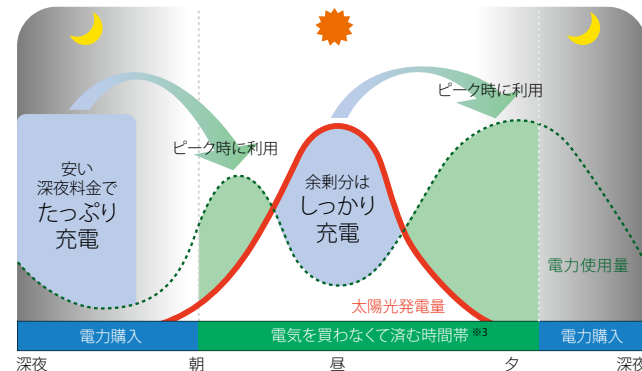 ピーク時に利用
ピーク時に利用
安い
深夜料金で
たっぷり
充電
余剰分は
しっかり
充電
電力使用量
太陽光発電量
電力購入
電気を買わなくて済む時間帯※3
電力購入
深夜
朝
昼
夕
深夜